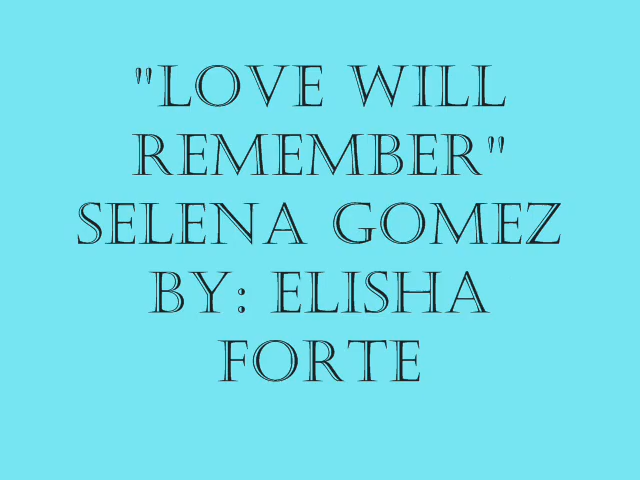 "LOVE WILL
REMEMBER"
SELENA GOMEZ
BY: ELISHA
FORTE